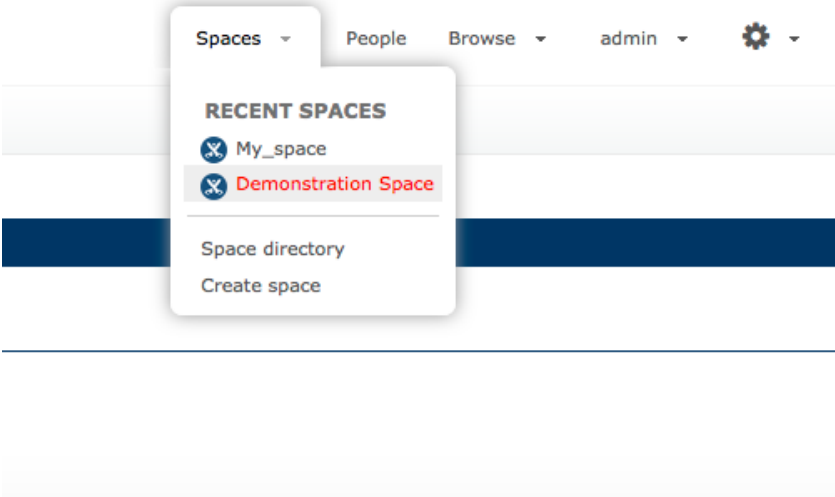 Spaces People Browse admin
RECENT SPACES
My_space
Demonstration Space
Space directory
Create space